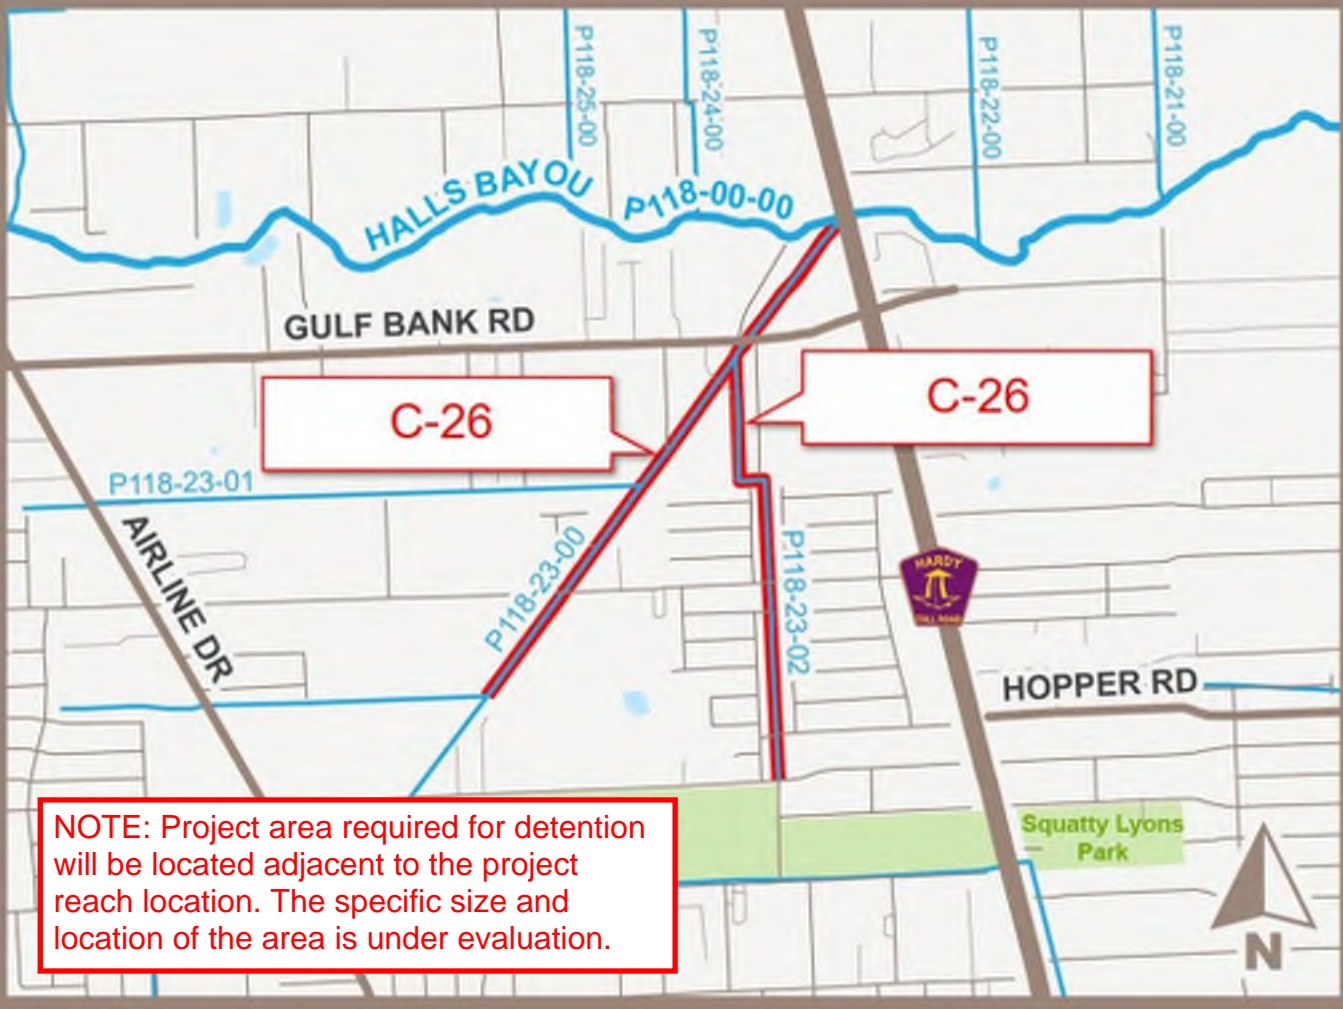 P118-25-00
P118-24-00
P118-22-00
P118-21-00
HALLS BAYOU
P118-00-00
GULF BANK RD
C-26
C-26
P118-23-01
AIRLINE DR
P118-23-00
P118-23-02
HARDY
TOLL ROAD
HOPPER RD
NOTE: Project area required for detention
will be located adjacent to the project
reach location. The specific size and
location of the area is under evaluation.
Squatty Lyons
Park
N